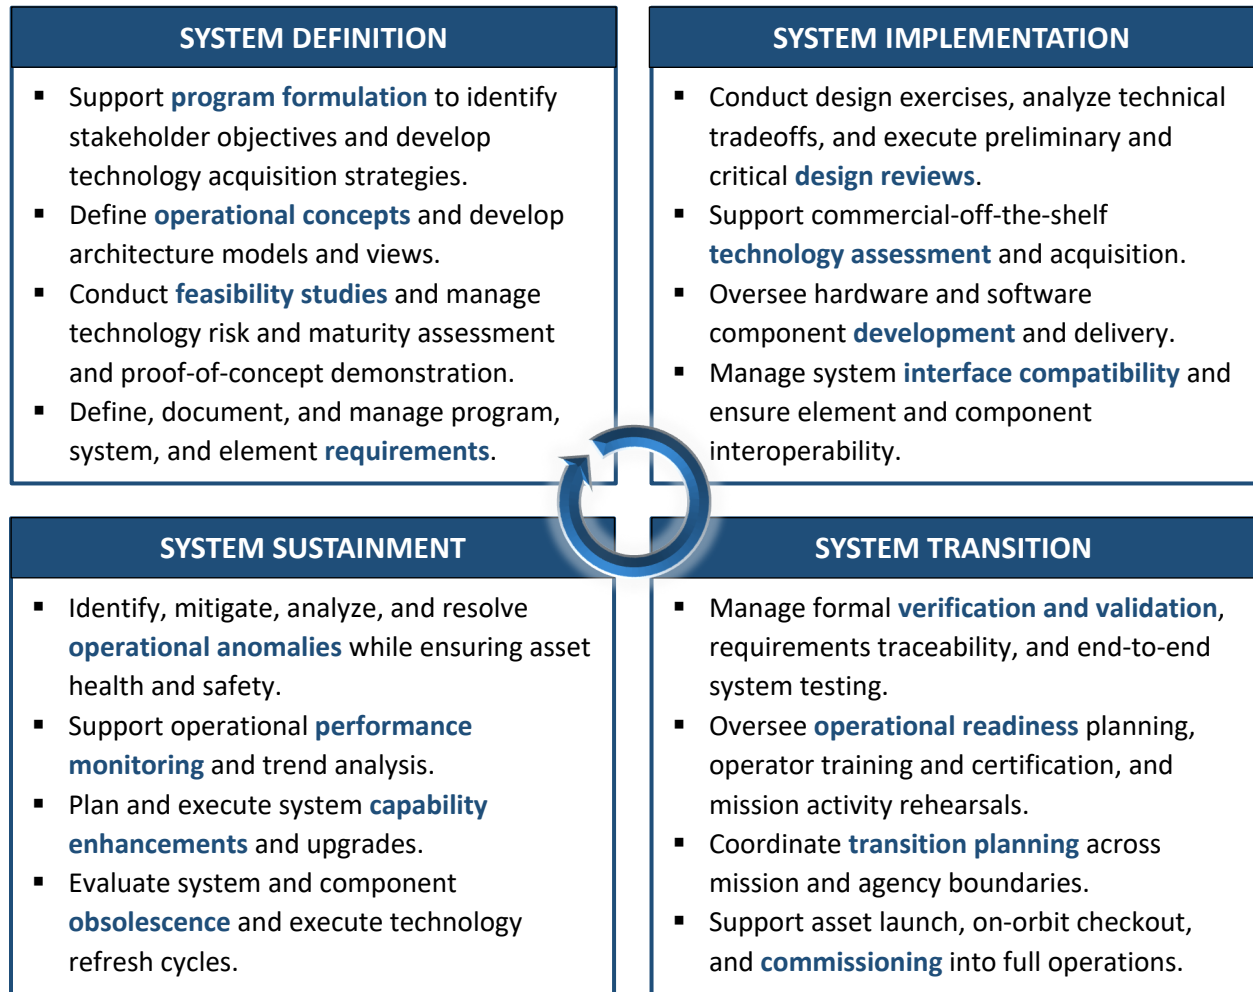 SYSTEM DEFINITION
▪ Support program formulation to identify
stakeholder objectives and develop
technology acquisition strategies.
▪ Define operational concepts and develop
architecture models and views.
▪ Conduct feasibility studies and manage
technology risk and maturity assessment
and proof-of-concept demonstration.
▪ Define, document, and manage program,
system, and element requirements.
SYSTEM IMPLEMENTATION
▪ Conduct design exercises, analyze technical
tradeoffs, and execute preliminary and
critical design reviews.
▪ Support commercial-off-the-shelf
technology assessment and acquisition.
▪ Oversee hardware and software
component development and delivery.
▪ Manage system interface compatibility and
ensure element and component
interoperability.
SYSTEM SUSTAINMENT
▪ Identify, mitigate, analyze, and resolve
operational anomalies while ensuring asset
health and safety.
▪ Support operational performance
monitoring and trend analysis.
▪ Plan and execute system capability
enhancements and upgrades.
▪ Evaluate system and component
obsolescence and execute technology
refresh cycles.
SYSTEM TRANSITION
▪ Manage formal verification and validation,
requirements traceability, and end-to-end
system testing.
▪ Oversee operational readiness planning,
operator training and certification, and
mission activity rehearsals.
▪ Coordinate transition planning across
mission and agency boundaries.
▪ Support asset launch, on-orbit checkout,
and commissioning into full operations.